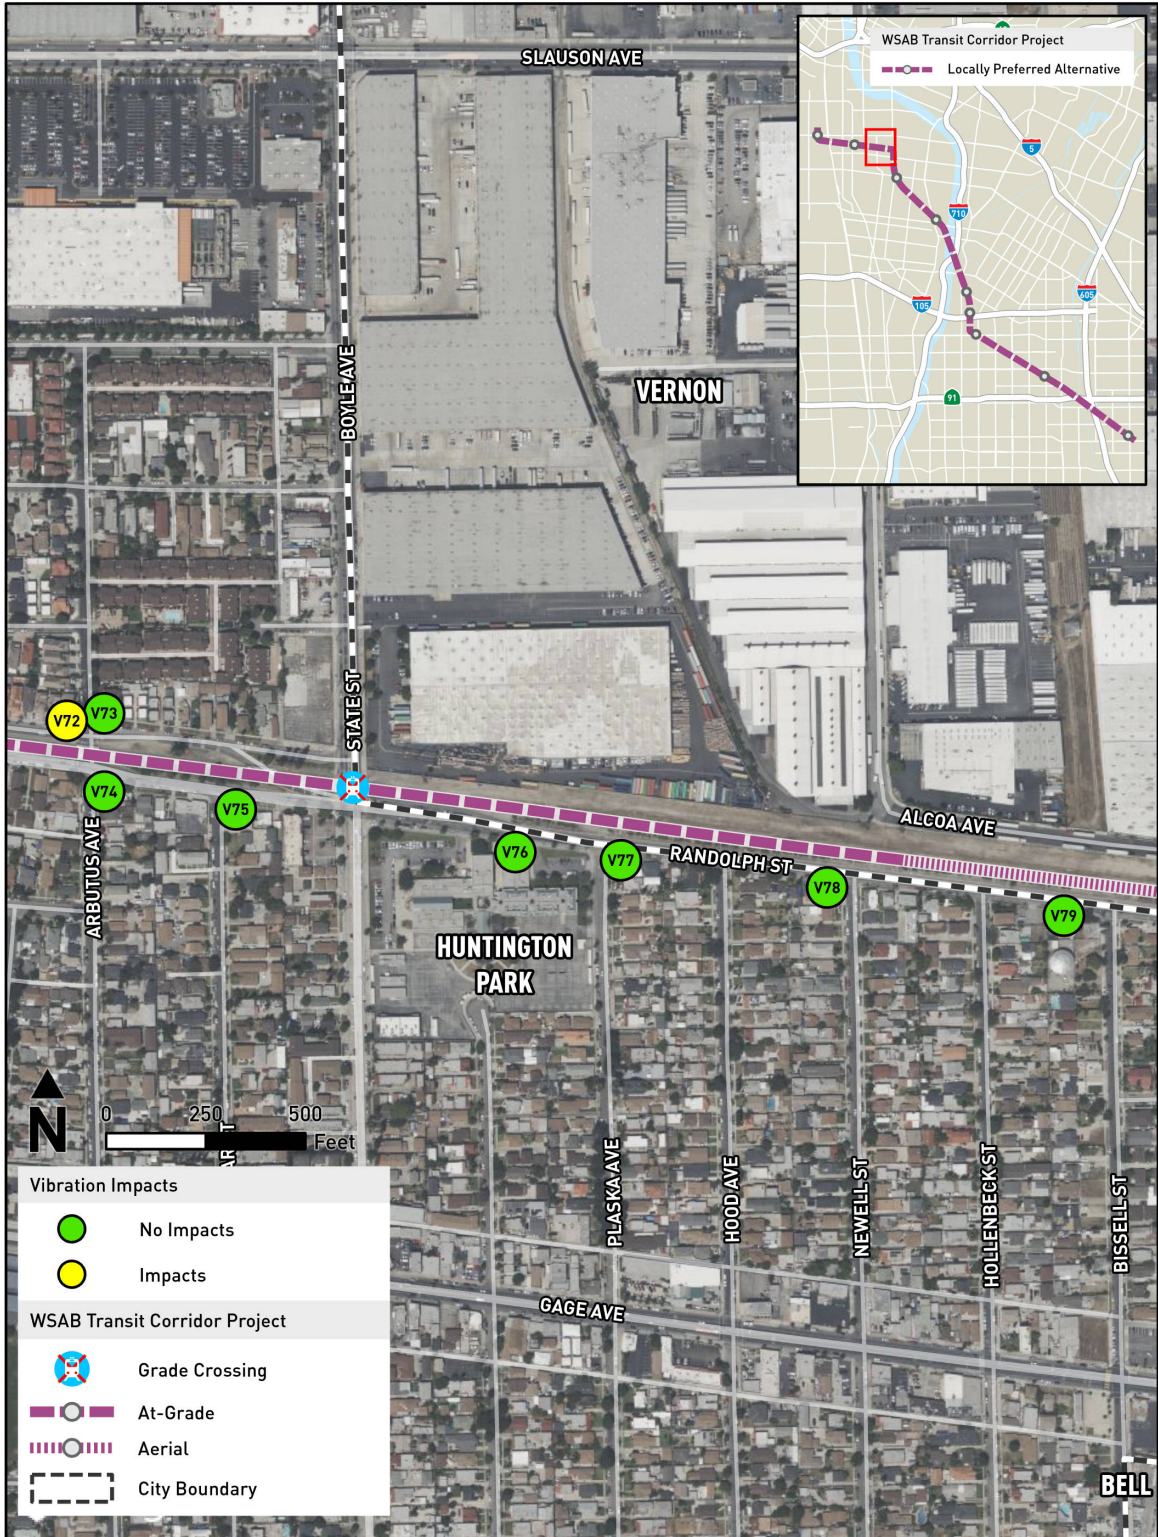 SLAUSON AVE
WSAB Transit Corridor Project
Locally Preferred Alternative
5
710
105
605
91
BOYLE AVE
VERNON
STATE ST
V72
V73
V74
V75
V76
V77
V78
V79
ALCOA AVE
RANDOLPH ST
ARBUTUS AVE
HUNTINGTON
PARK
N
0 250 500
Feet
PLASKA AVE
HOOD AVE
NEWELL ST
HOLLENBECK ST
BISSELL ST
GAGE AVE
BELL
Vibration Impacts
No Impacts
Impacts
WSAB Transit Corridor Project
Grade Crossing
At-Grade
Aerial
City Boundary